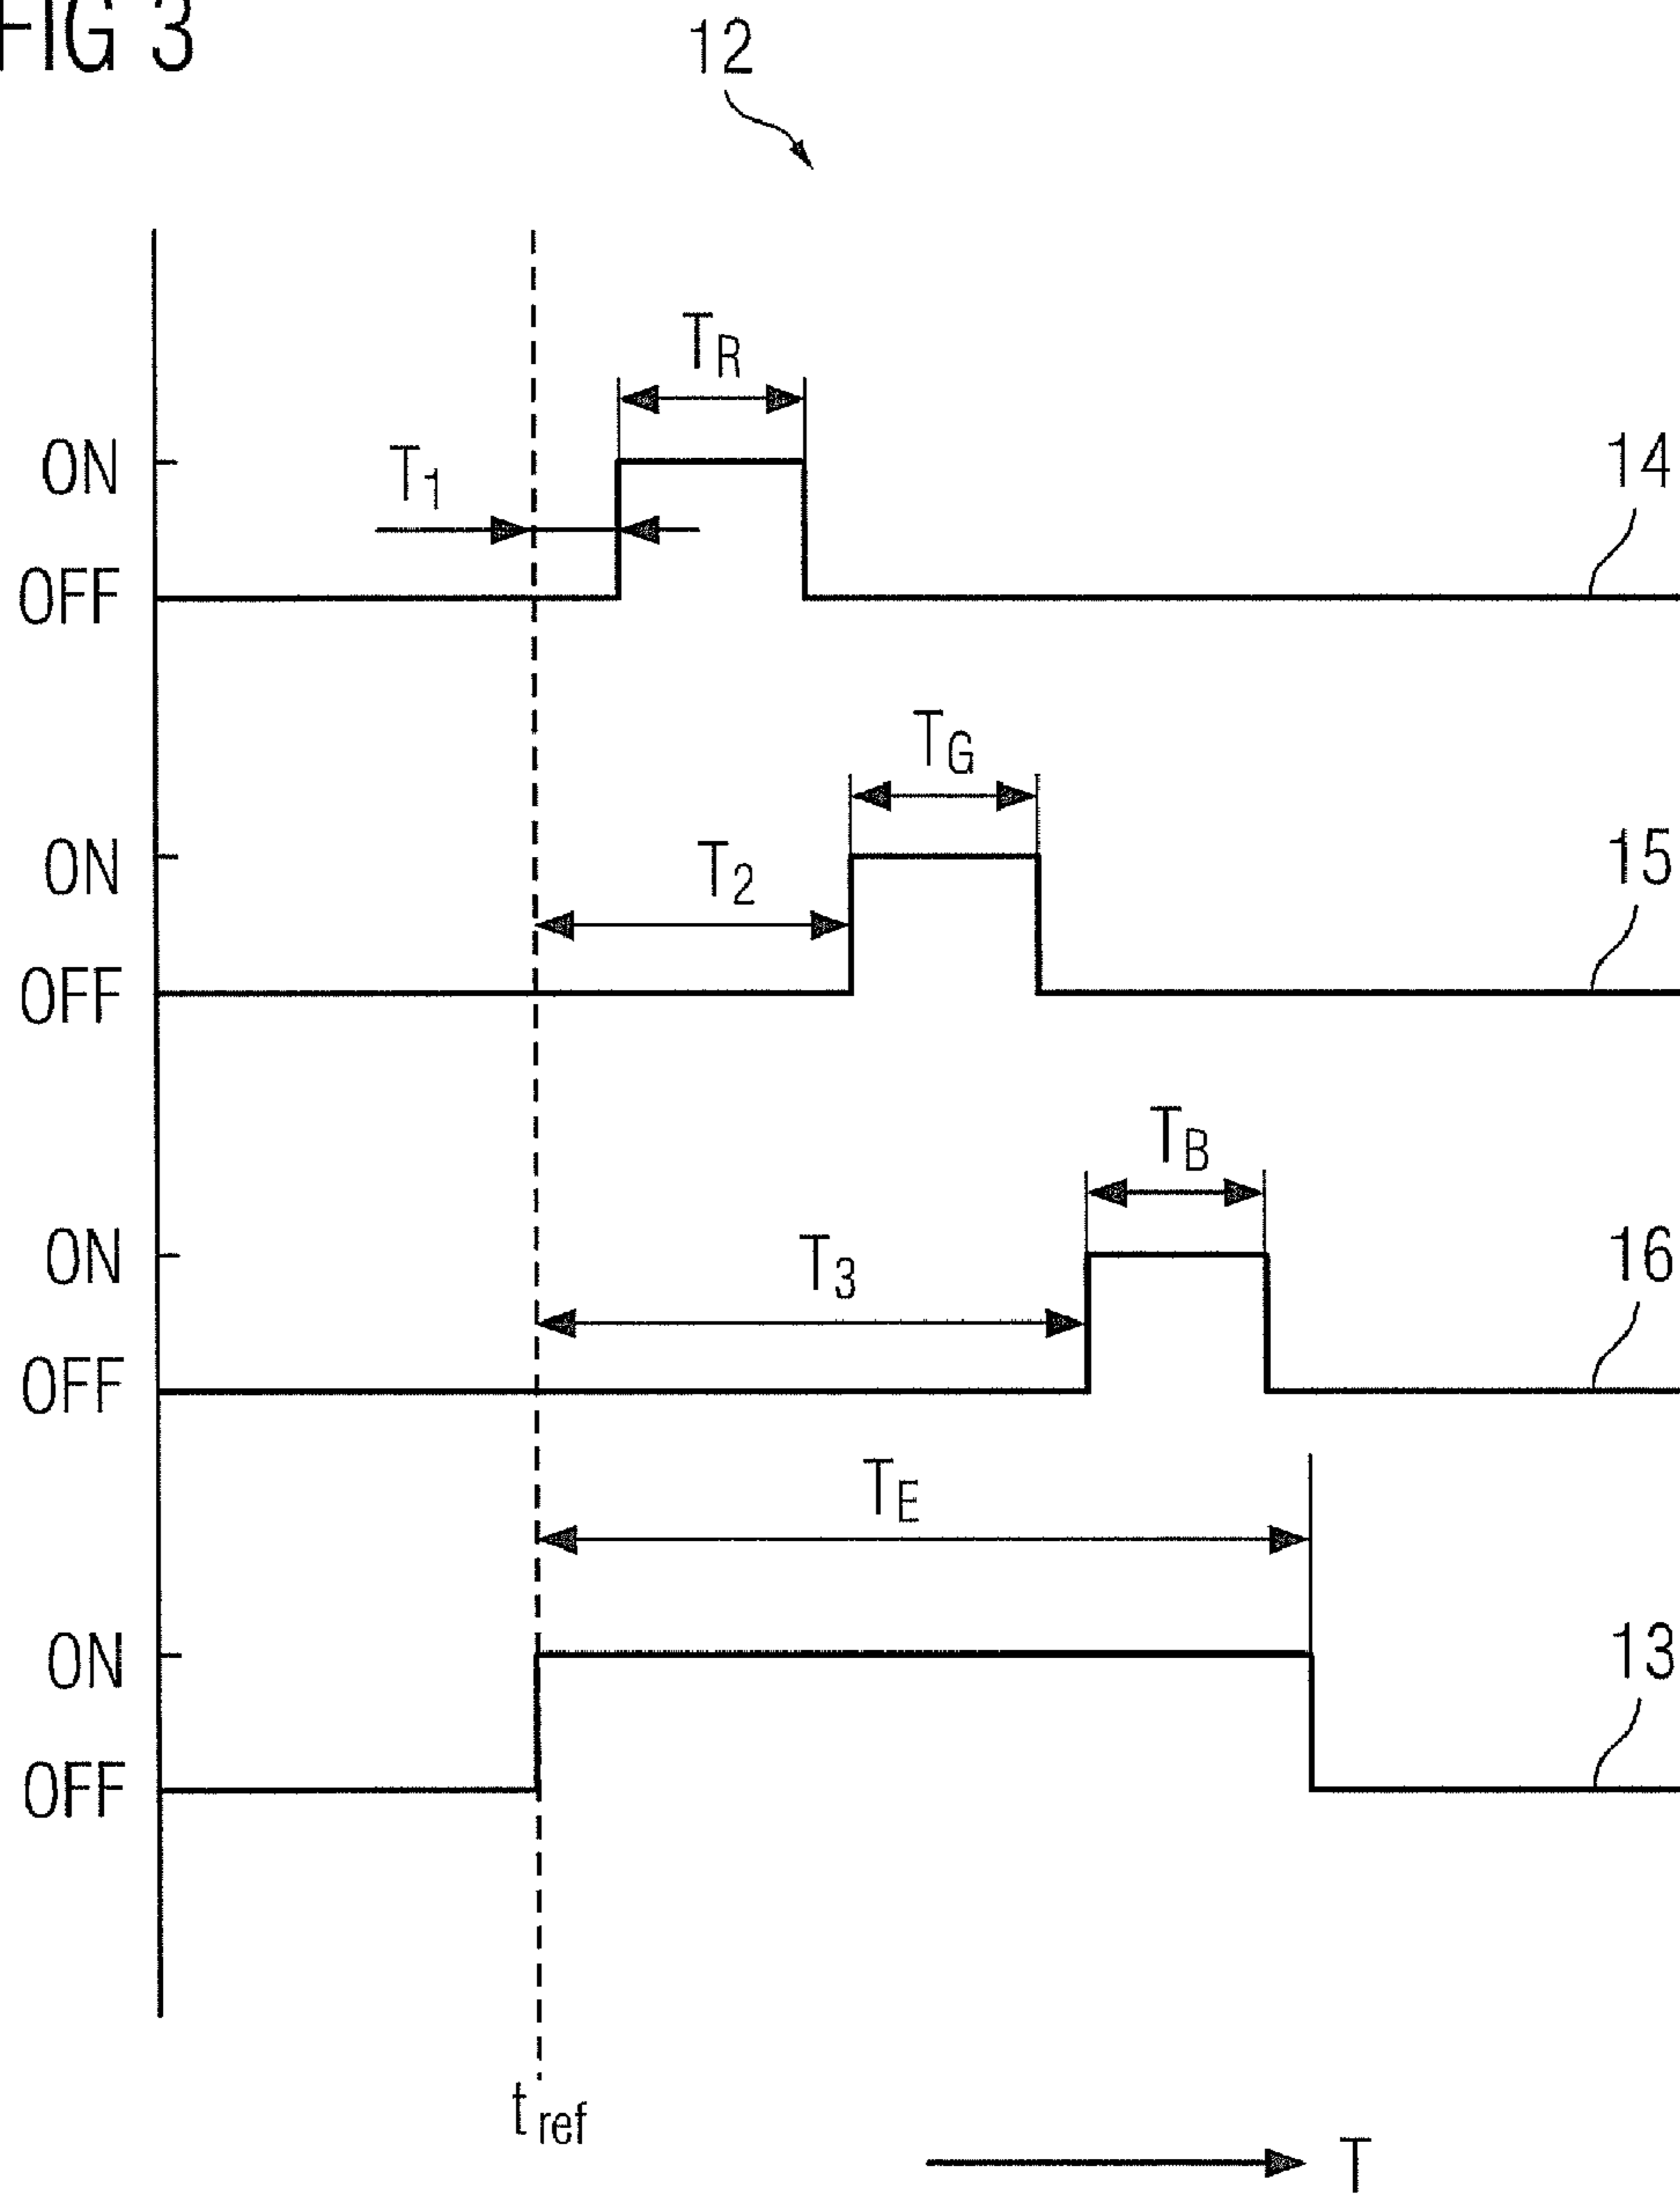 FIG 3
12
T_R
ON
T_1
14
OFF
T_G
ON
T_2
15
OFF
T_B
ON
T_3
16
OFF
T_E
ON
13
OFF
t_ref
T